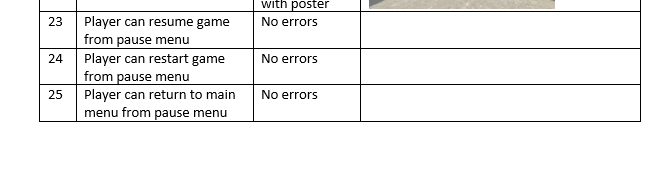 with poster
23 Player can resume game No errors
from pause menu
24 Player can restart game No errors
from pause menu
25 Player can return to main No errors
menu from pause menu